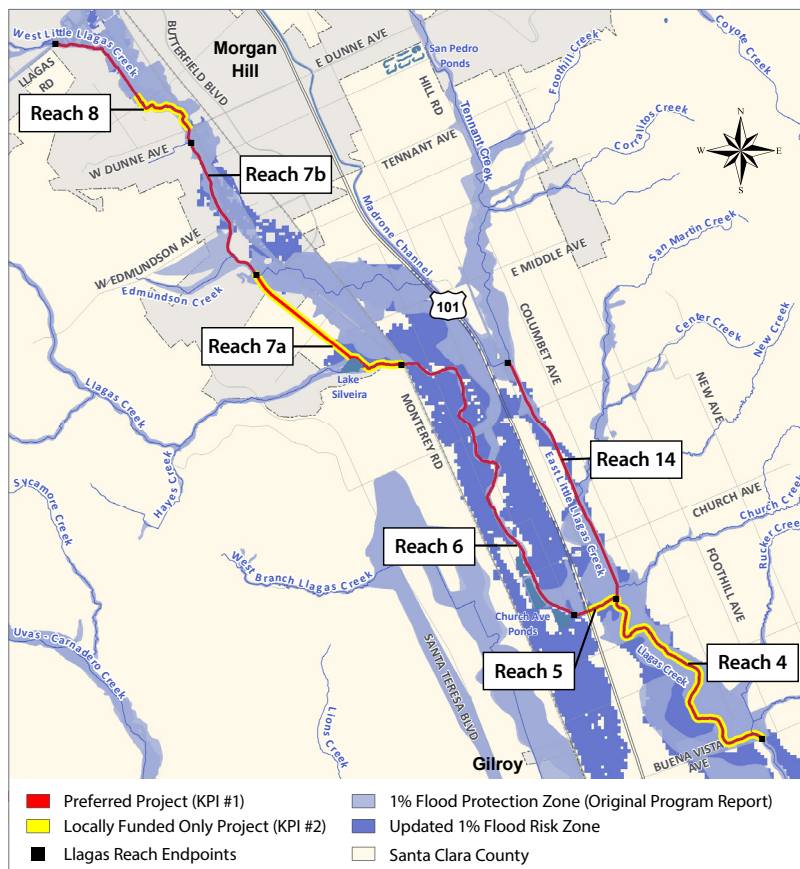 West Little Llagas Creek
LLAGAS
RD
Reach 8
BUTTERFIELD BLVD
Morgan
Hill
E DUNNE AVE
San Pedro
Ponds
HILL RD
Tennant Creek
Foothill Creek
Coyote Creek
Corralitos Creek
TENNANT AVE
N
W
E
S
W DUNNE AVE
Reach 7b
Madrone Channel
San Martin Creek
W EDMUNDSON AVE
E MIDDLE AVE
Edmundson Creek
101
COLUMBET AVE
Center Creek
New Creek
Reach 7a
Llagas Creek
Lake
Silveira
MONTEREY RD
NEW AVE
Hayes Creek
Sycamore Creek
East Little Llagas Creek
Reach 14
CHURCH AVE
Church Creek
Rucker Creek
Reach 6
West Branch Llagas Creek
FOOTHILL AVE
Church Ave
Ponds
Uvas - Carnadero Creek
SANTA TERESA BLVD
Reach 5
Llagas Creek
Reach 4
Lions Creek
BUENA VISTA
AVE
Gilroy
Preferred Project (KPI #1)
Locally Funded Only Project (KPI #2)
Llagas Reach Endpoints
1% Flood Protection Zone (Original Program Report)
Updated 1% Flood Risk Zone
Santa Clara County